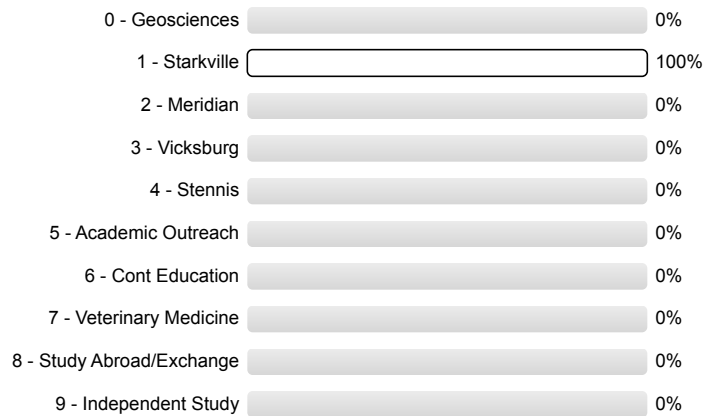 0 - Geosciences 0%
1 - Starkville 100%
2 - Meridian 0%
3 - Vicksburg 0%
4 - Stennis 0%
5 - Academic Outreach 0%
6 - Cont Education 0%
7 - Veterinary Medicine 0%
8 - Study Abroad/Exchange 0%
9 - Independent Study 0%